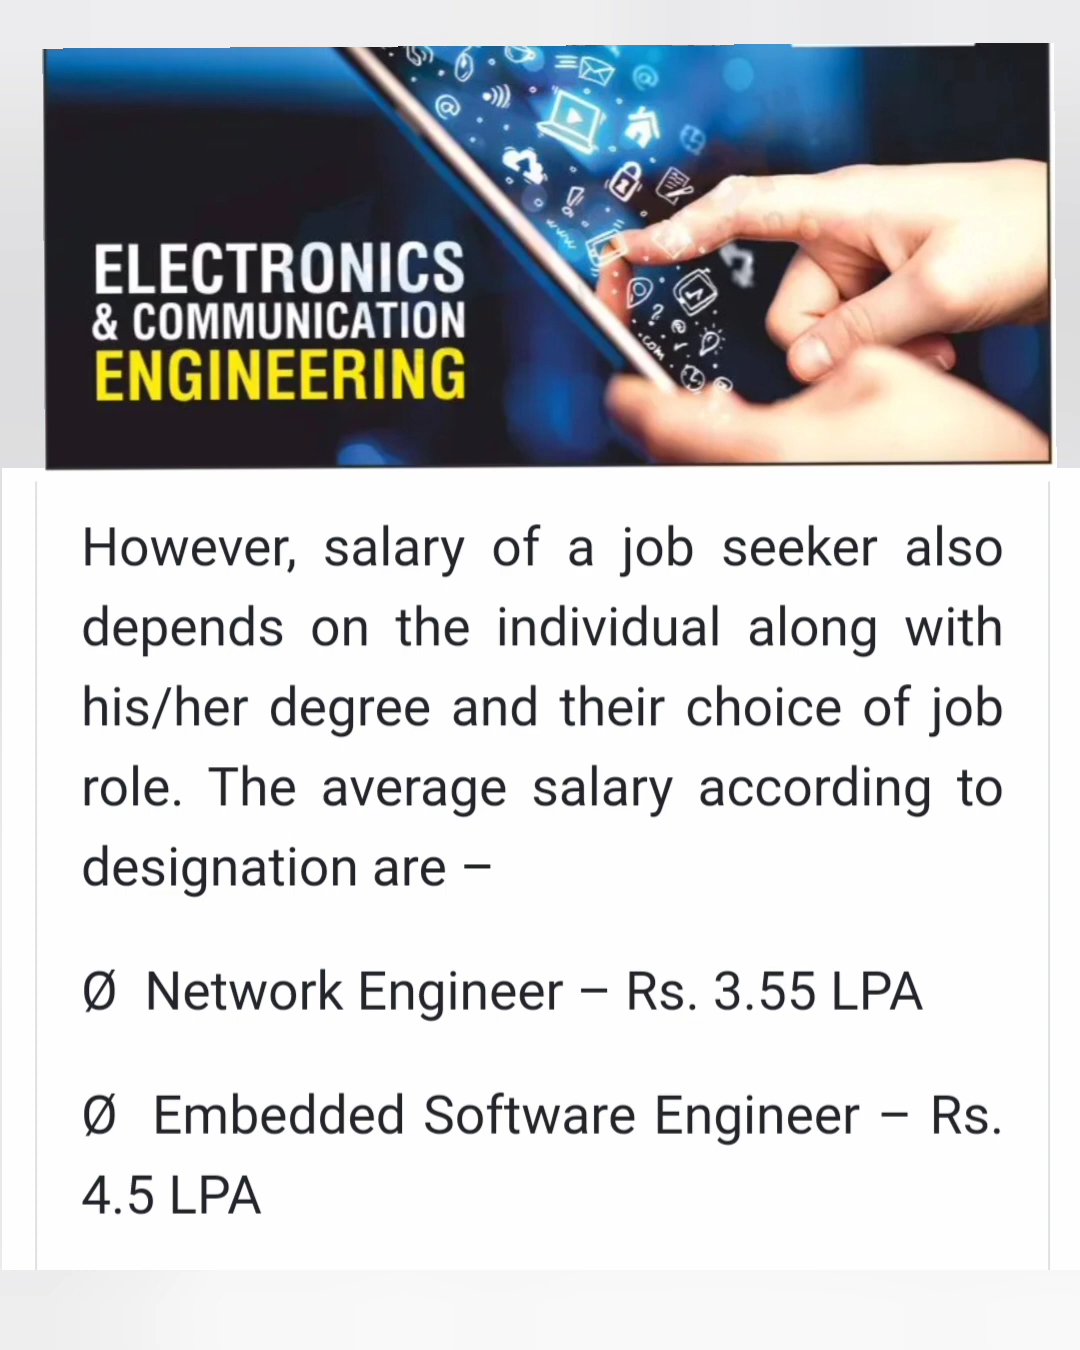 ELECTRONICS
& COMMUNICATION
ENGINEERING
However, salary of a job seeker also
depends on the individual along with
his/her degree and their choice of job
role. The average salary according to
designation are –
Ø Network Engineer – Rs. 3.55 LPA
Ø Embedded Software Engineer – Rs.
4.5 LPA